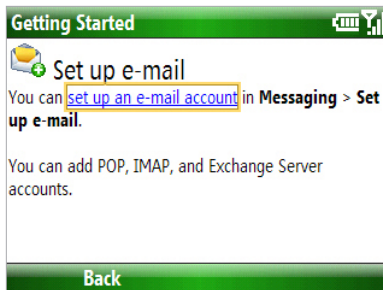 Getting Started
Set up e-mail
You can set up an e-mail account in Messaging > Set
up e-mail.
You can add POP, IMAP, and Exchange Server
accounts.
Back